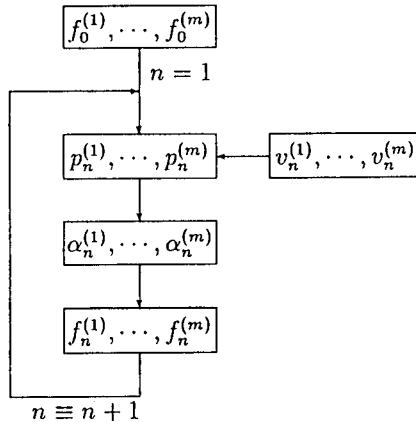 $f_0^{(1)}, \cdots, f_0^{(m)}$
$n = 1$
$p_n^{(1)}, \cdots, p_n^{(m)}$
$v_n^{(1)}, \cdots, v_n^{(m)}$
$\alpha_n^{(1)}, \cdots, \alpha_n^{(m)}$
$f_n^{(1)}, \cdots, f_n^{(m)}$
$n \equiv n + 1$